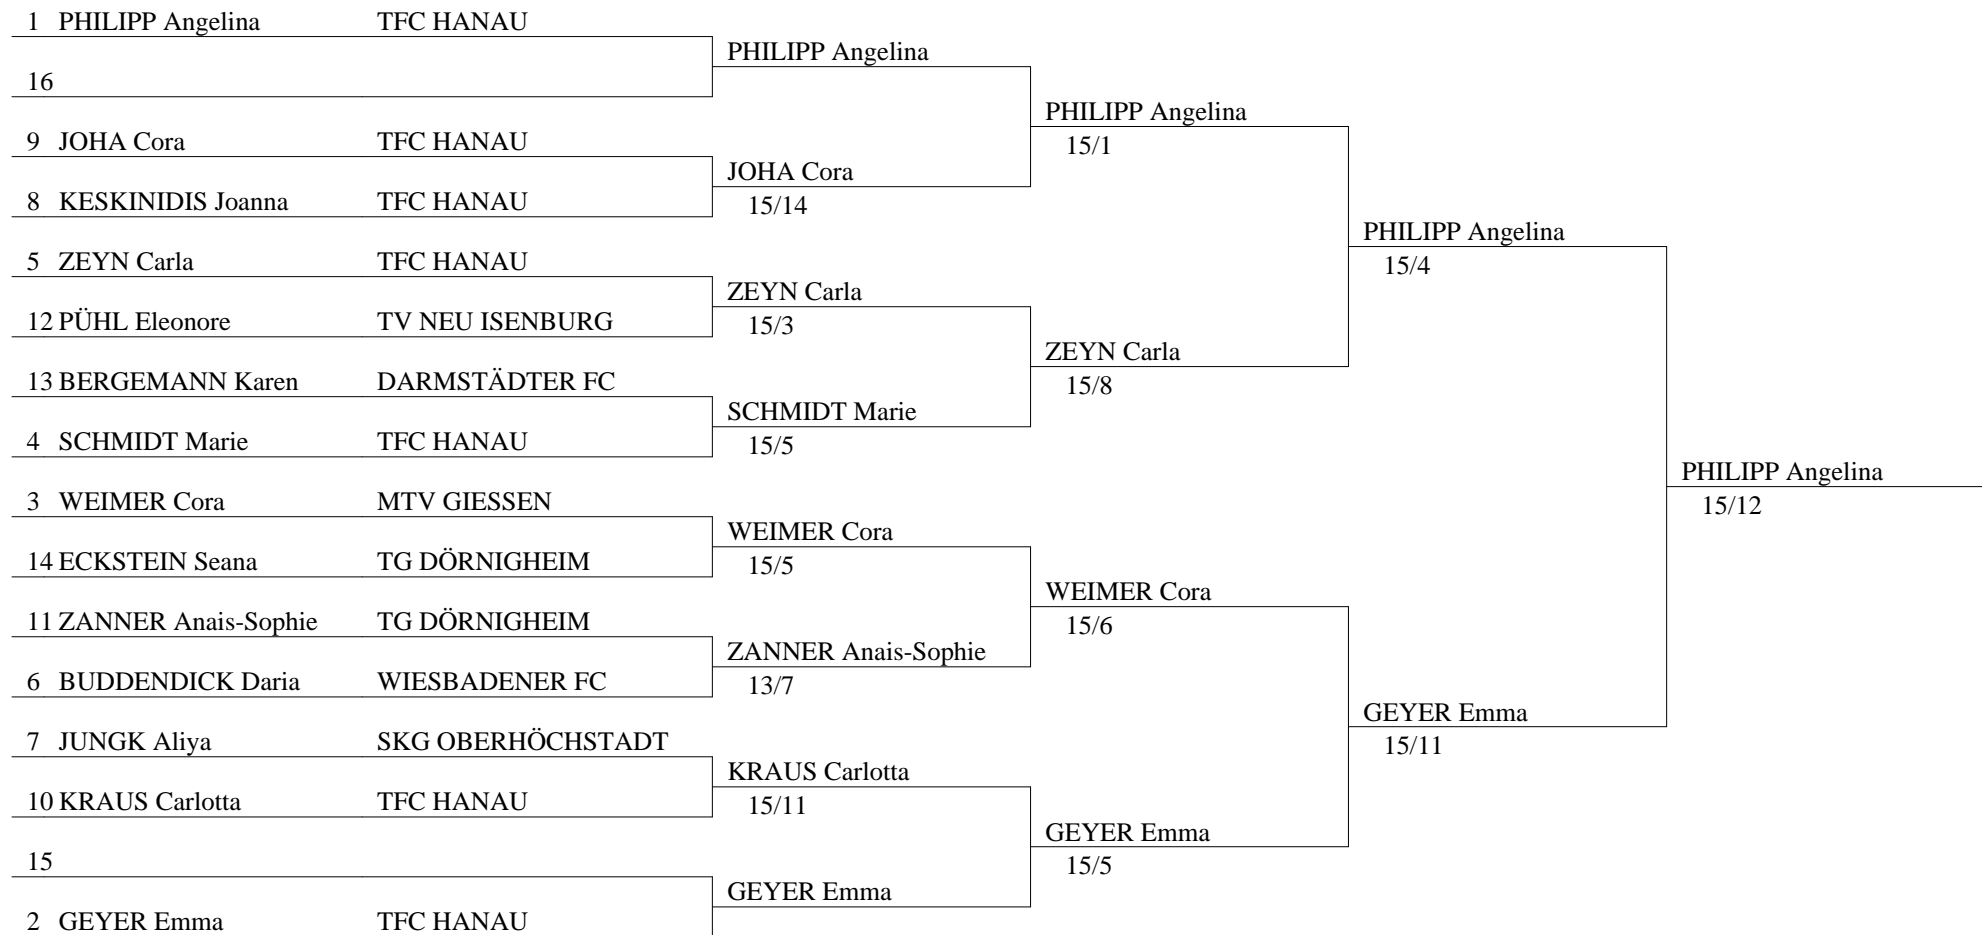 1 PHILIPP Angelina TFC HANAU
16
9 JOHA Cora TFC HANAU
8 KESKINIDIS Joanna TFC HANAU
5 ZEYN Carla TFC HANAU
12 PÜHL Eleonore TV NEU ISENBURG
13 BERGEMANN Karen DARMSTÄDTER FC
4 SCHMIDT Marie TFC HANAU
3 WEIMER Cora MTV GIESSEN
14 ECKSTEIN Seana TG DÖRNIGHEIM
11 ZANNER Anais-Sophie TG DÖRNIGHEIM
6 BUDDENDICK Daria WIESBADENER FC
7 JUNGK Aliya SKG OBERHÖCHSTADT
10 KRAUS Carlotta TFC HANAU
15
2 GEYER Emma TFC HANAU
PHILIPP Angelina
JOHA Cora
15/14
ZEYN Carla
15/3
SCHMIDT Marie
15/5
WEIMER Cora
15/5
ZANNER Anais-Sophie
13/7
KRAUS Carlotta
15/11
GEYER Emma
PHILIPP Angelina
15/1
ZEYN Carla
15/8
WEIMER Cora
15/6
GEYER Emma
15/5
PHILIPP Angelina
15/4
GEYER Emma
15/11
PHILIPP Angelina
15/12